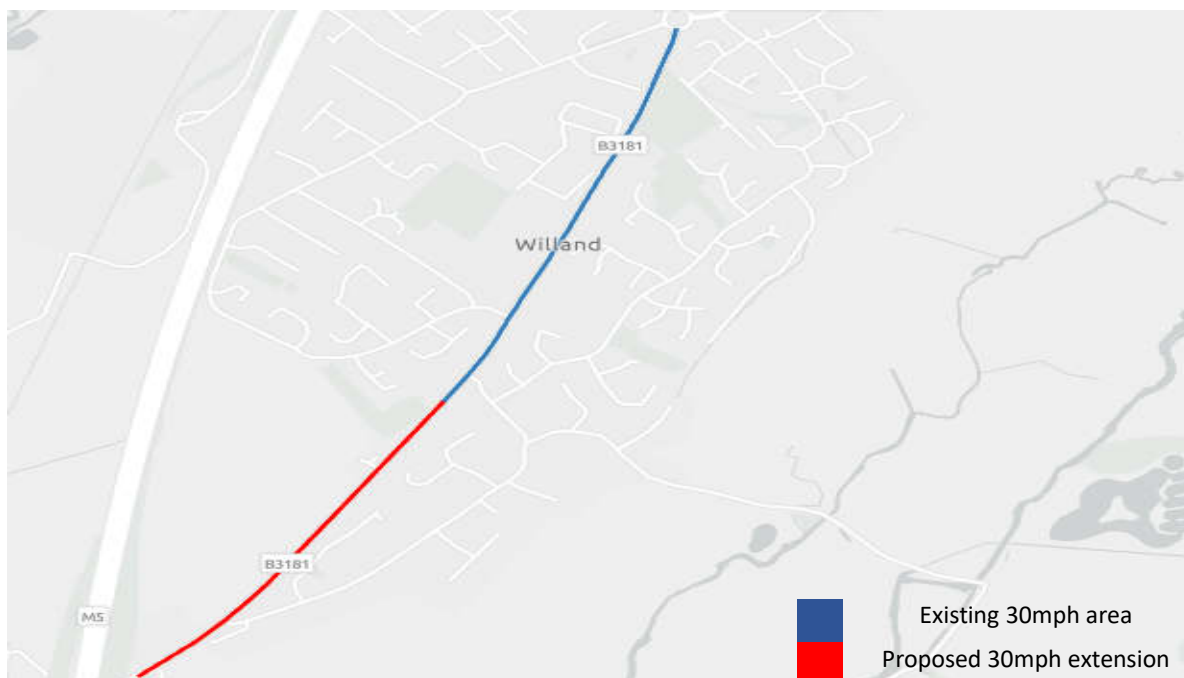 B3181
Willand
B3181
M5
Existing 30mph area
Proposed 30mph extension